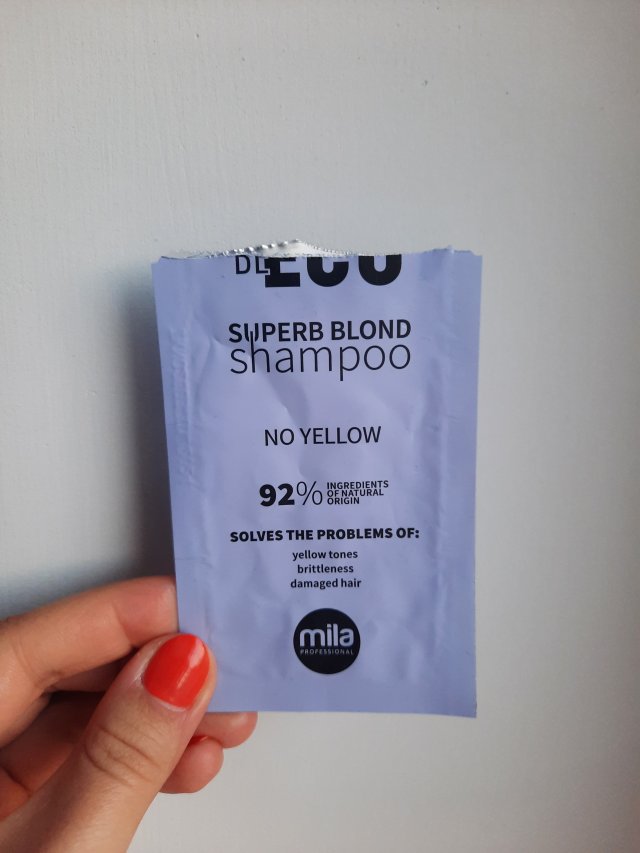 SUPERB BLOND
shampoo
NO YELLOW
92% INGREDIENTS
OF NATURAL
ORIGIN
SOLVES THE PROBLEMS OF:
yellow tones
brittleness
damaged hair
mila
PROFESSIONAL